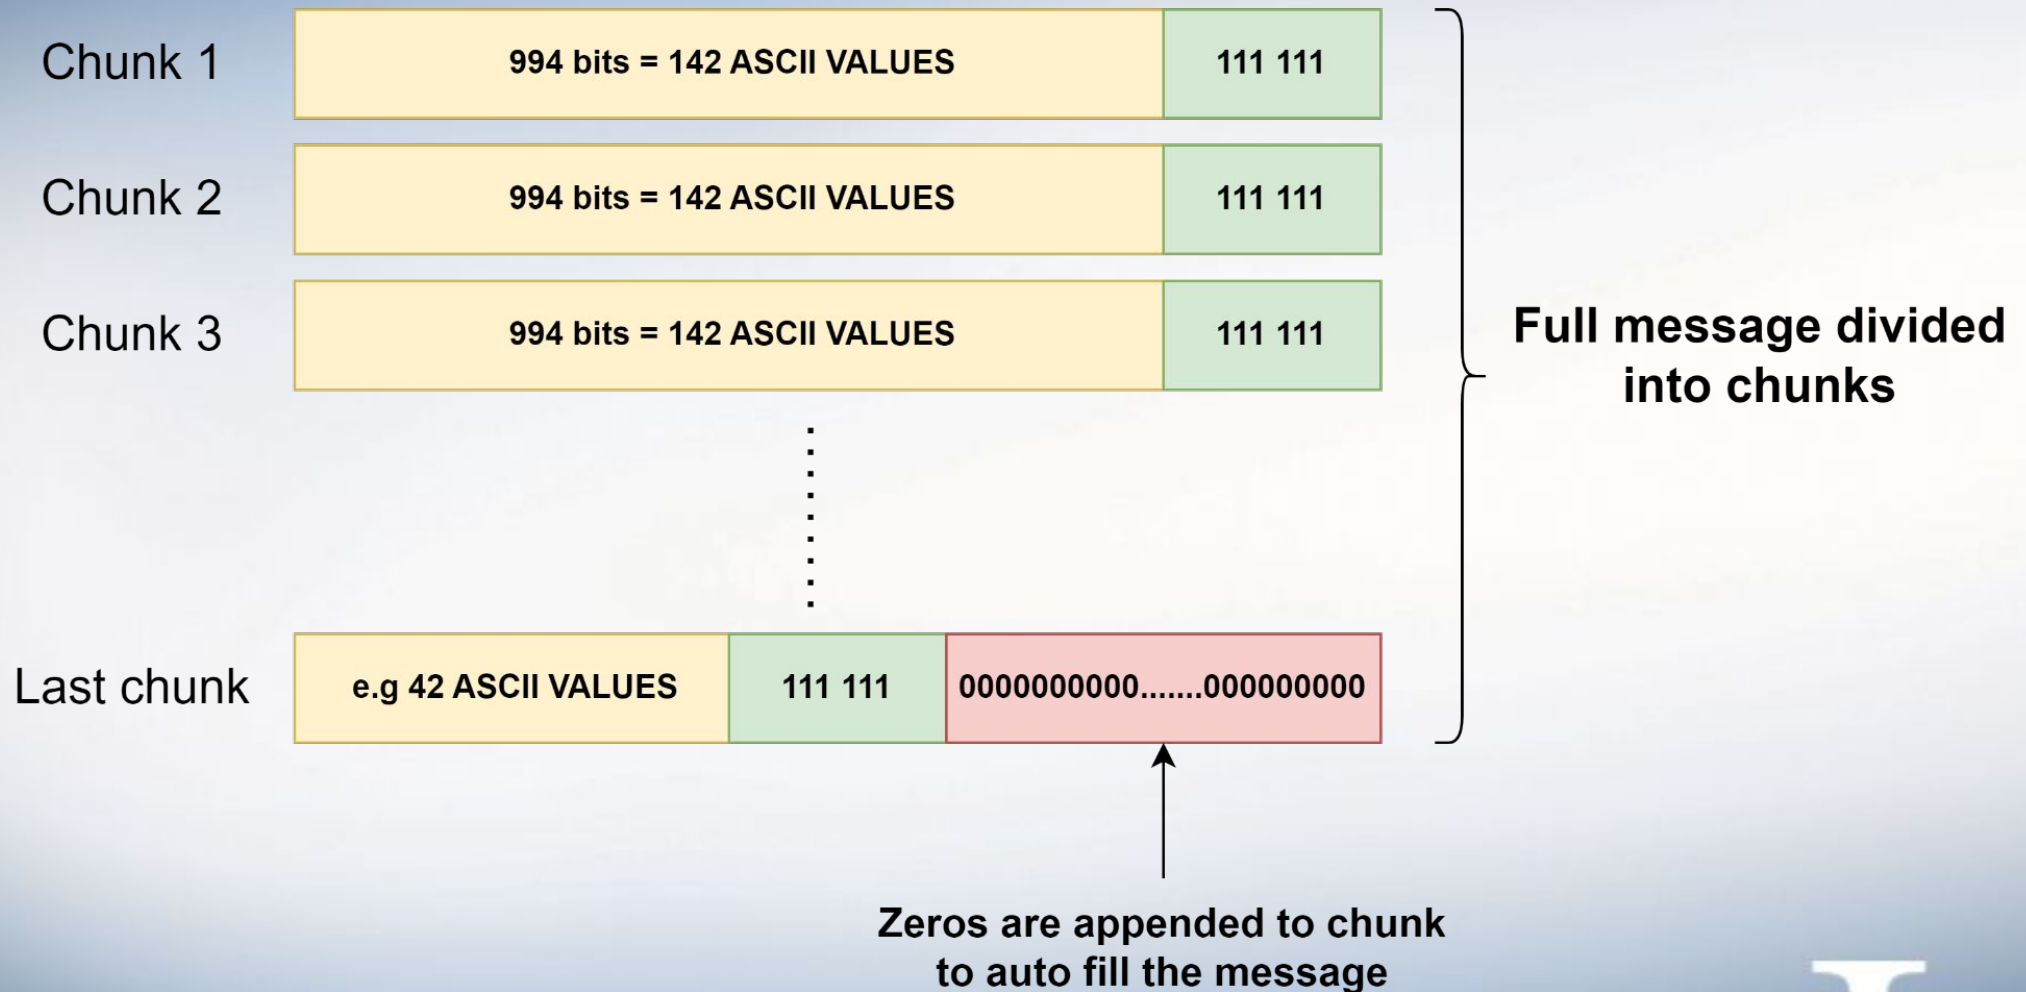 Chunk 1
994 bits = 142 ASCII VALUES
111 111
Chunk 2
994 bits = 142 ASCII VALUES
111 111
Chunk 3
994 bits = 142 ASCII VALUES
111 111
Full message divided
into chunks
Last chunk
e.g 42 ASCII VALUES
111 111
0000000000.......000000000
Zeros are appended to chunk
to auto fill the message